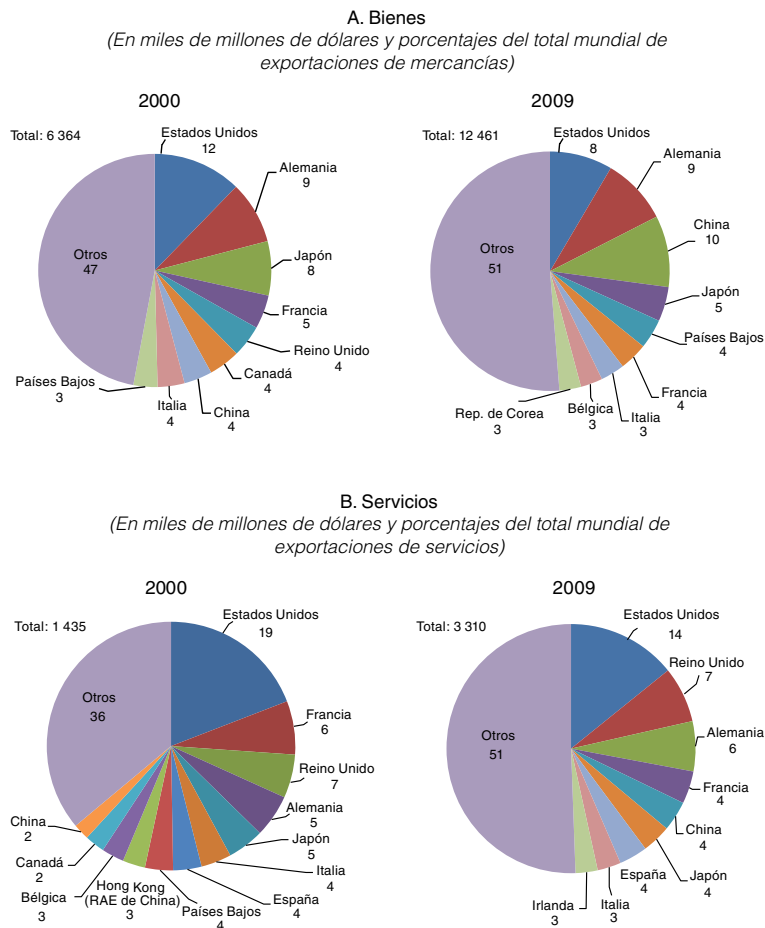 A. Bienes
(En miles de millones de dólares y porcentajes del total mundial de
exportaciones de mercancías)
2000
Total: 6 364
Estados Unidos
12
Alemania
9
Japón
8
Francia
5
Reino Unido
4
Canadá
4
China
4
Italia
4
Países Bajos
3
Otros
47
2009
Total: 12 461
Estados Unidos
8
Alemania
9
China
10
Japón
5
Países Bajos
4
Francia
4
Italia
3
Bélgica
3
Rep. de Corea
3
Otros
51
B. Servicios
(En miles de millones de dólares y porcentajes del total mundial de
exportaciones de servicios)
2000
Total: 1 435
Estados Unidos
19
Francia
6
Reino Unido
7
Alemania
5
Japón
5
Italia
4
España
4
Países Bajos
4
Hong Kong
(RAE de China)
3
Bélgica
3
Canadá
2
China
2
Otros
36
2009
Total: 3 310
Estados Unidos
14
Reino Unido
7
Alemania
6
Francia
4
China
4
Japón
4
España
4
Italia
3
Irlanda
3
Otros
51